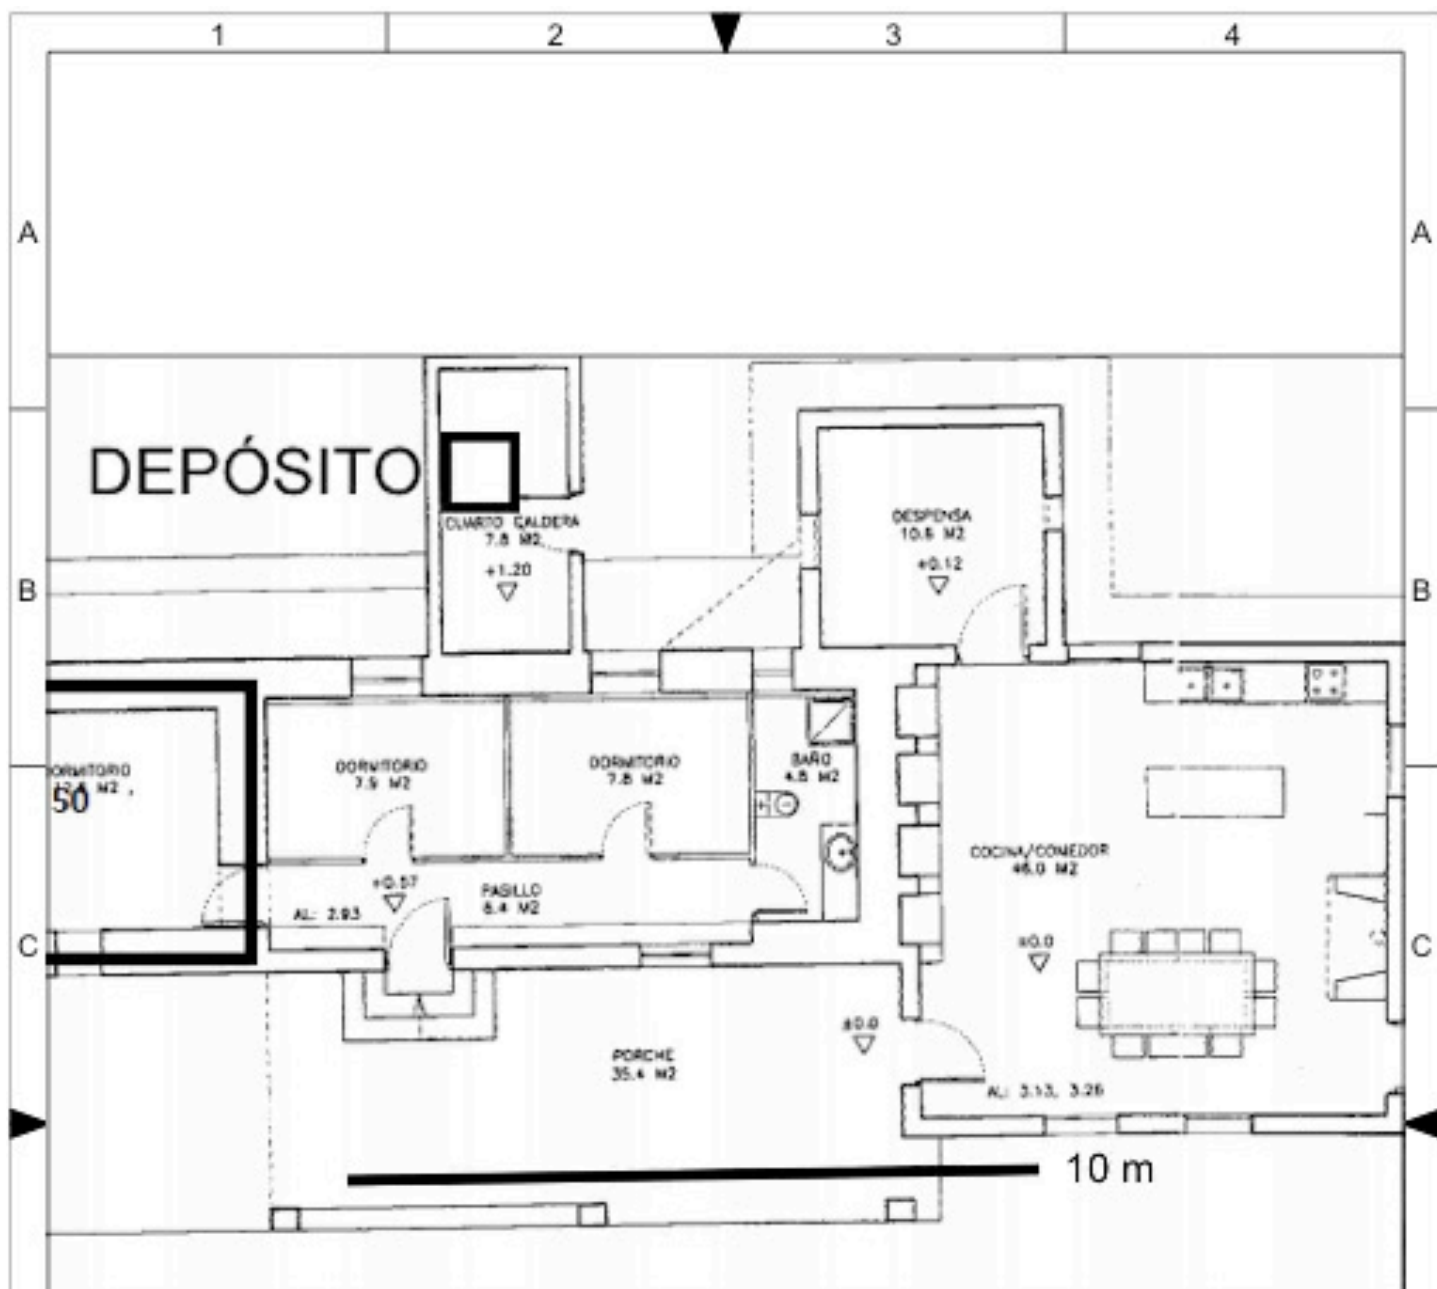 1 2 3 4
A A
DEPÓSITO
CUARTO CALDERA
7.8 M2
+1.20
DESPENSA
10.8 M2
+0.12
B B
DORMITORIO
50
DORMITORIO
7.9 M2
DORMITORIO
7.8 M2
BAÑO
4.8 M2
COCINA/COMEDOR
46.0 M2
+0.57
AL: 2.93
PASILLO
6.4 M2
C C
±0.0
±0.0
PORCHE
35.4 M2
AL: 3.13, 3.26
10 m